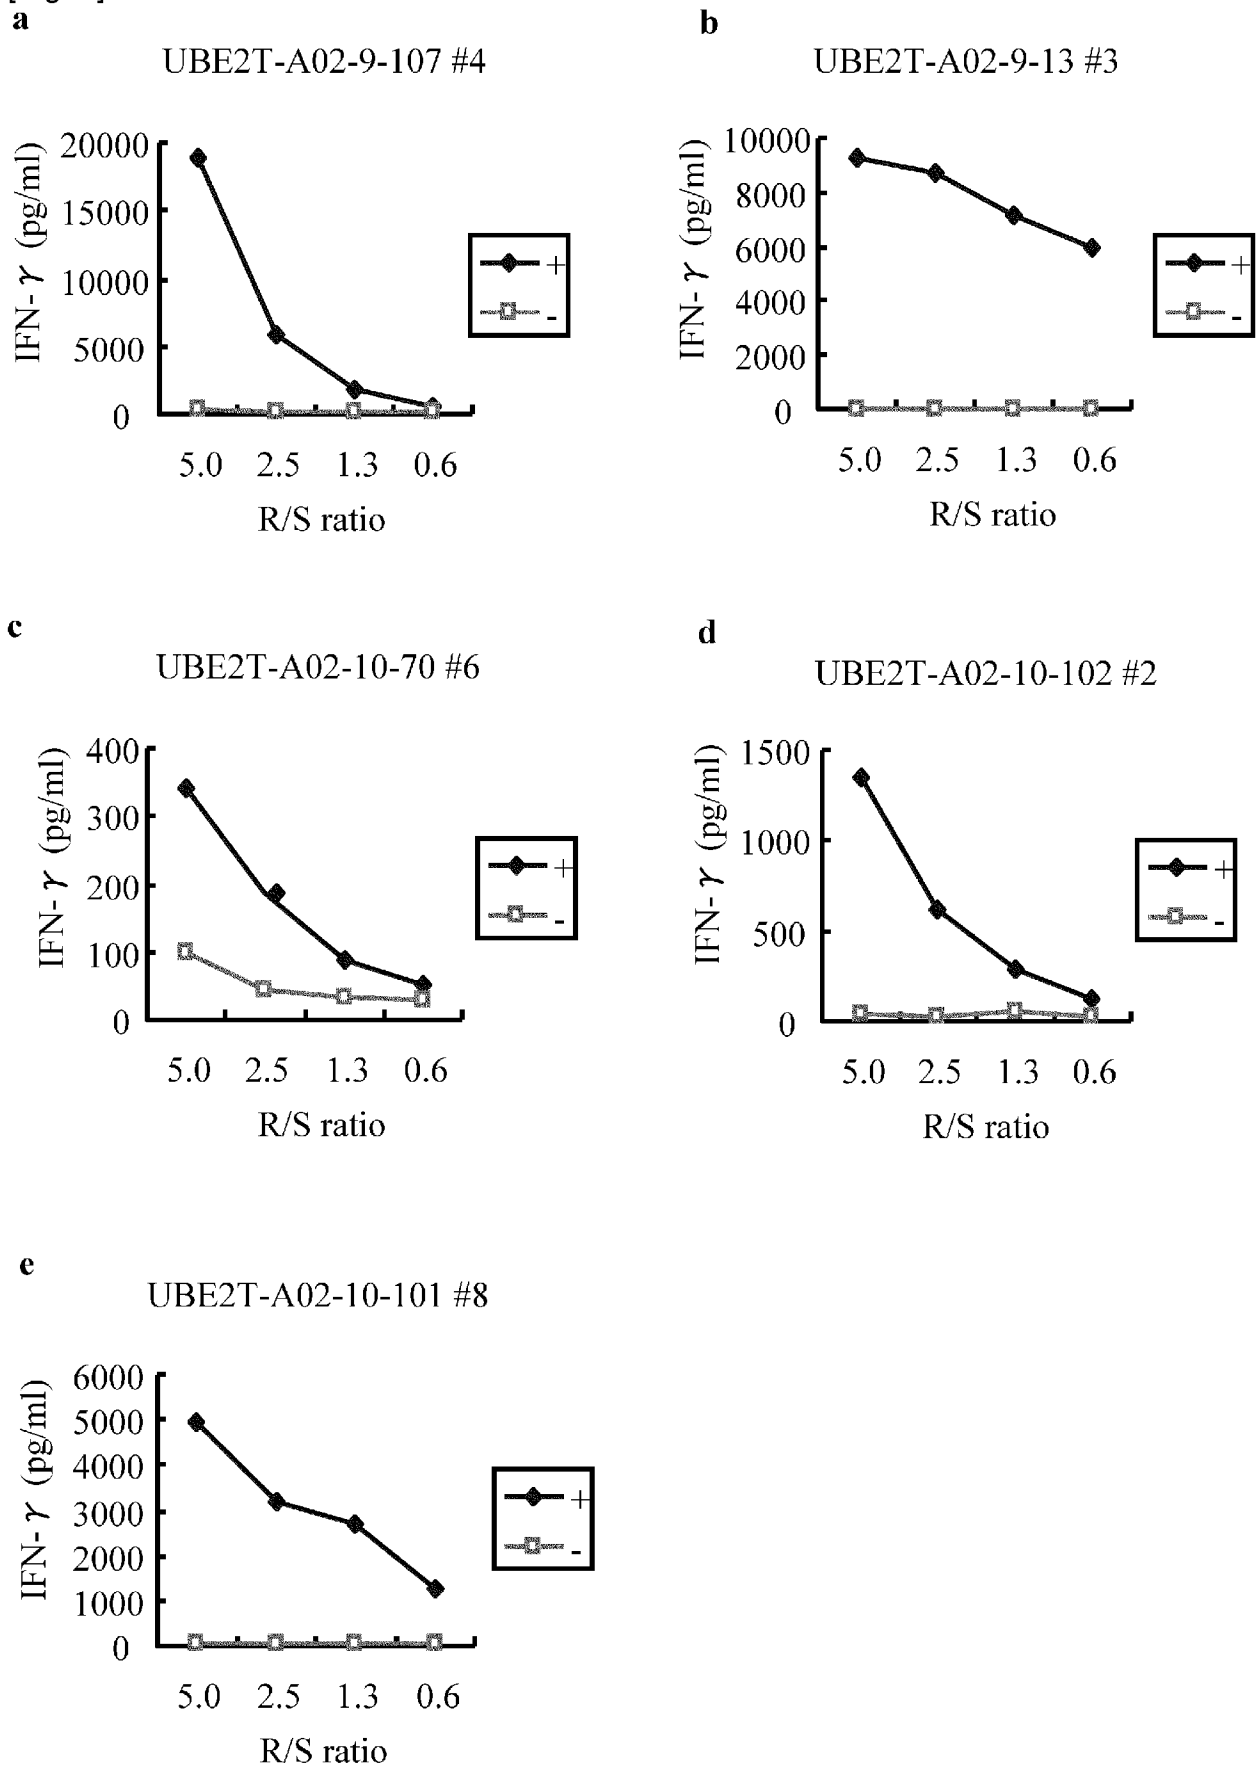 a
UBE2T-A02-9-107 #4
IFN-γ (pg/ml)
20000
15000
10000
5000
0
5.0 2.5 1.3 0.6
R/S ratio
+
-
b
UBE2T-A02-9-13 #3
IFN-γ (pg/ml)
10000
8000
6000
4000
2000
0
5.0 2.5 1.3 0.6
R/S ratio
+
-
c
UBE2T-A02-10-70 #6
IFN-γ (pg/ml)
400
300
200
100
0
5.0 2.5 1.3 0.6
R/S ratio
+
-
d
UBE2T-A02-10-102 #2
IFN-γ (pg/ml)
1500
1000
500
0
5.0 2.5 1.3 0.6
R/S ratio
+
-
e
UBE2T-A02-10-101 #8
IFN-γ (pg/ml)
6000
5000
4000
3000
2000
1000
0
5.0 2.5 1.3 0.6
R/S ratio
+
-